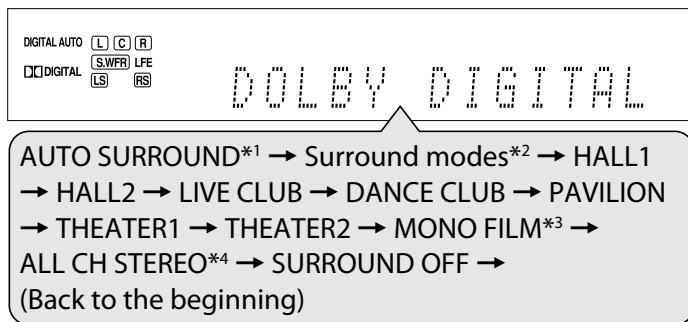 DIGITAL AUTO L C R
DIGITAL S.WFR LFE
LS RS
DOLBY DIGITAL
AUTO SURROUND*1 → Surround modes*2 → HALL1
→ HALL2 → LIVE CLUB → DANCE CLUB → PAVILION
→ THEATER1 → THEATER2 → MONO FILM*3 →
ALL CH STEREO*4 → SURROUND OFF →
(Back to the beginning)